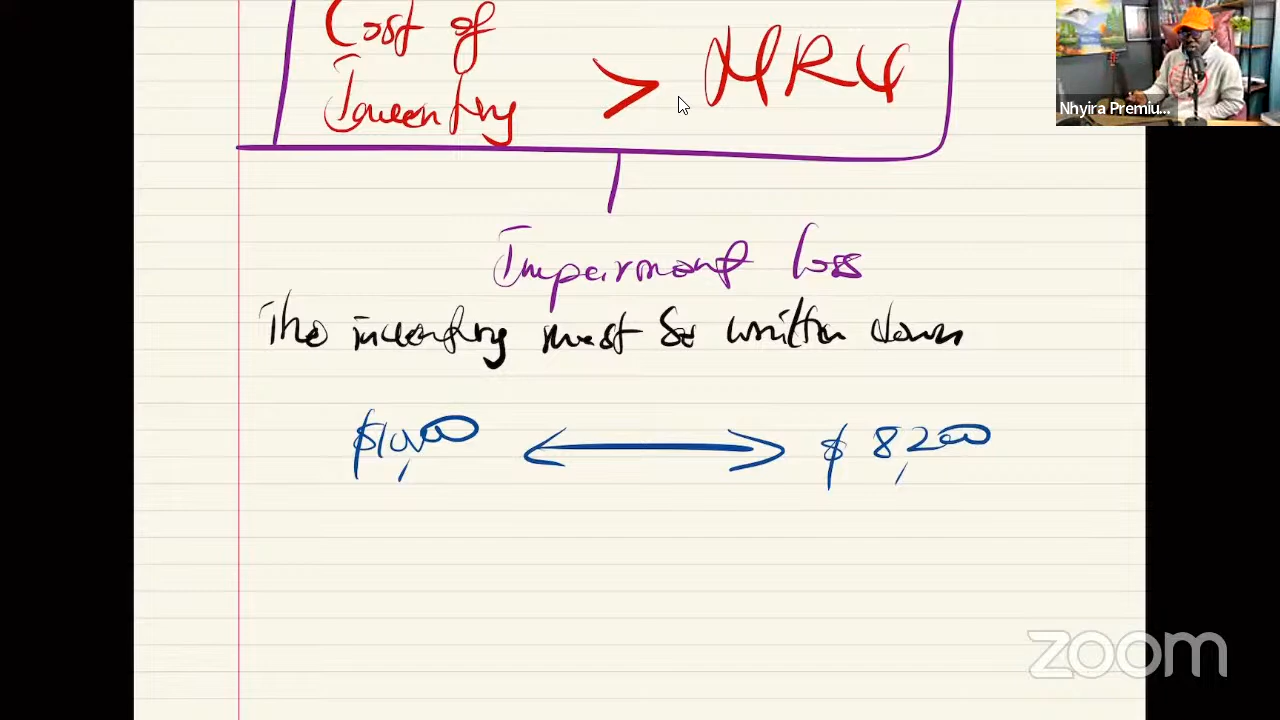 Cost of
Inventory > NRV
Nhyira Premiu...
Impairment loss
The inventory must be written down
$10,000 $8,200
zoom